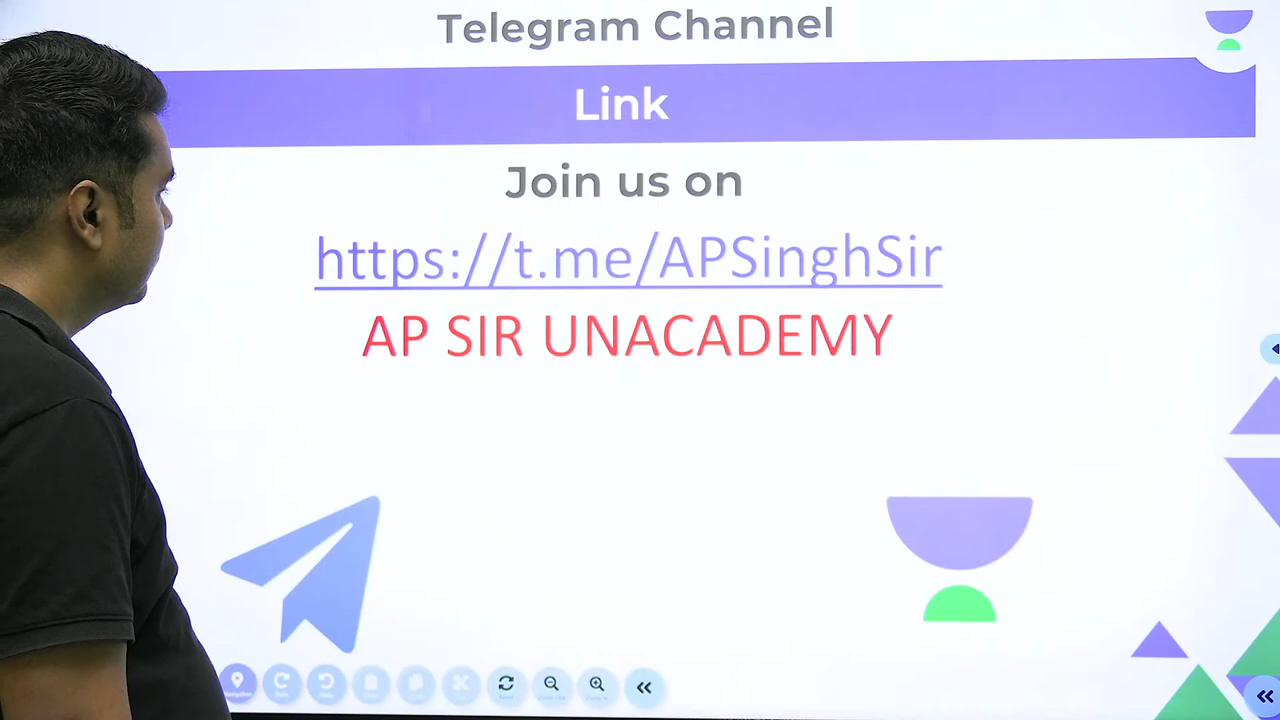 Telegram Channel
Link
Join us on
https://t.me/APSinghSir
AP SIR UNACADEMY